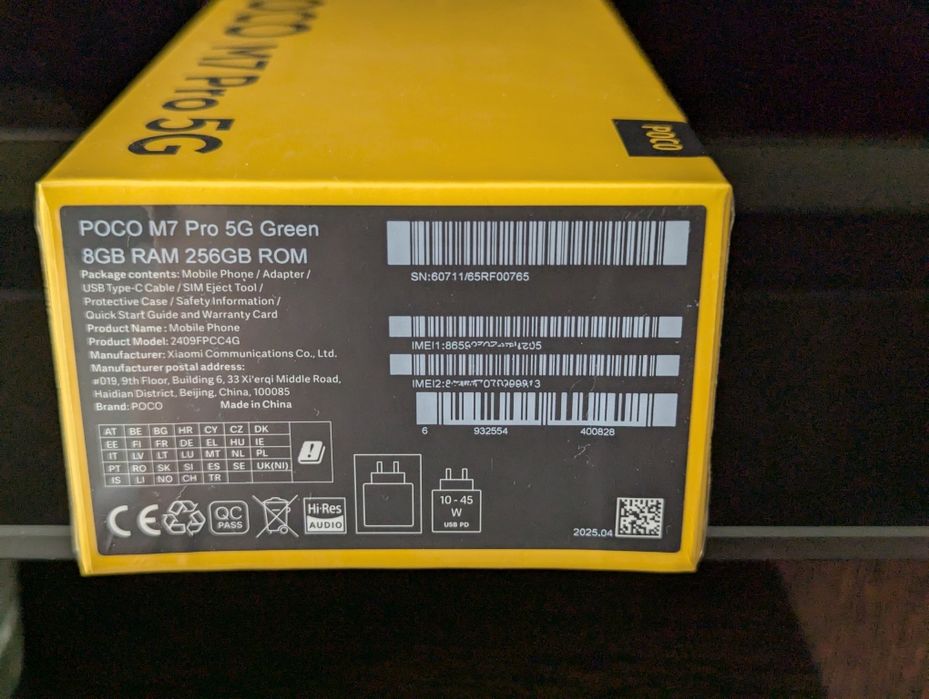 POCO M7 Pro 5G
POCO
POCO M7 Pro 5G Green
8GB RAM 256GB ROM
Package contents: Mobile Phone / Adapter /
USB Type-C Cable / SIM Eject Tool /
Protective Case / Safety Information /
Quick Start Guide and Warranty Card
Product Name: Mobile Phone
Product Model: 2409FPCC4G
Manufacturer: Xiaomi Communications Co., Ltd.
Manufacturer postal address:
#019, 9th Floor, Building 6, 33 Xi'erqi Middle Road,
Haidian District, Beijing, China, 100085
Brand: POCO Made in China
SN:60711/65RF00765
IMEI1:
IMEI2:
6 932554 400828
AT BE BG HR CY CZ DK
EE FI FR DE EL HU IE
IT LV LT LU MT NL PL
PT RO SK SI ES SE UK(NI)
IS LI NO CH TR
CE
QC
PASS
Hi-Res
AUDIO
10 - 45
W
USB PD
2025.04